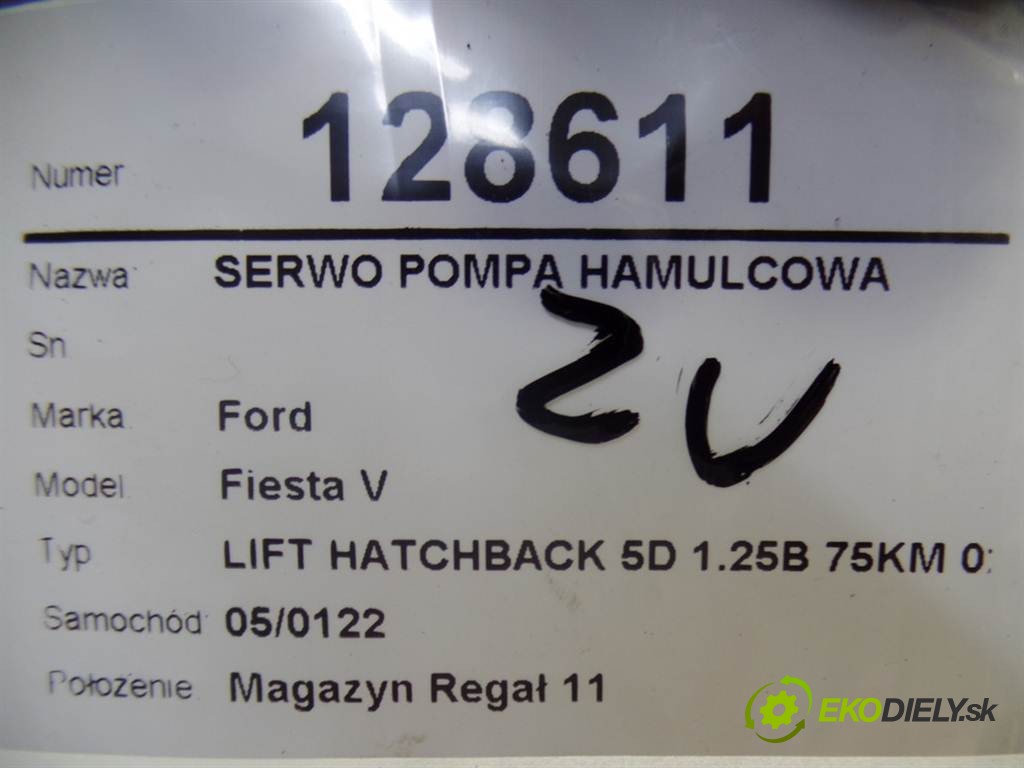 Numer 128611
Nazwa SERWO POMPA HAMULCOWA
Sn
ZU
Marka Ford
Model Fiesta V
Typ LIFT HATCHBACK 5D 1.25B 75KM
Samochód 05/0122
Położenie Magazyn Regał 11
EKODIELY.sk